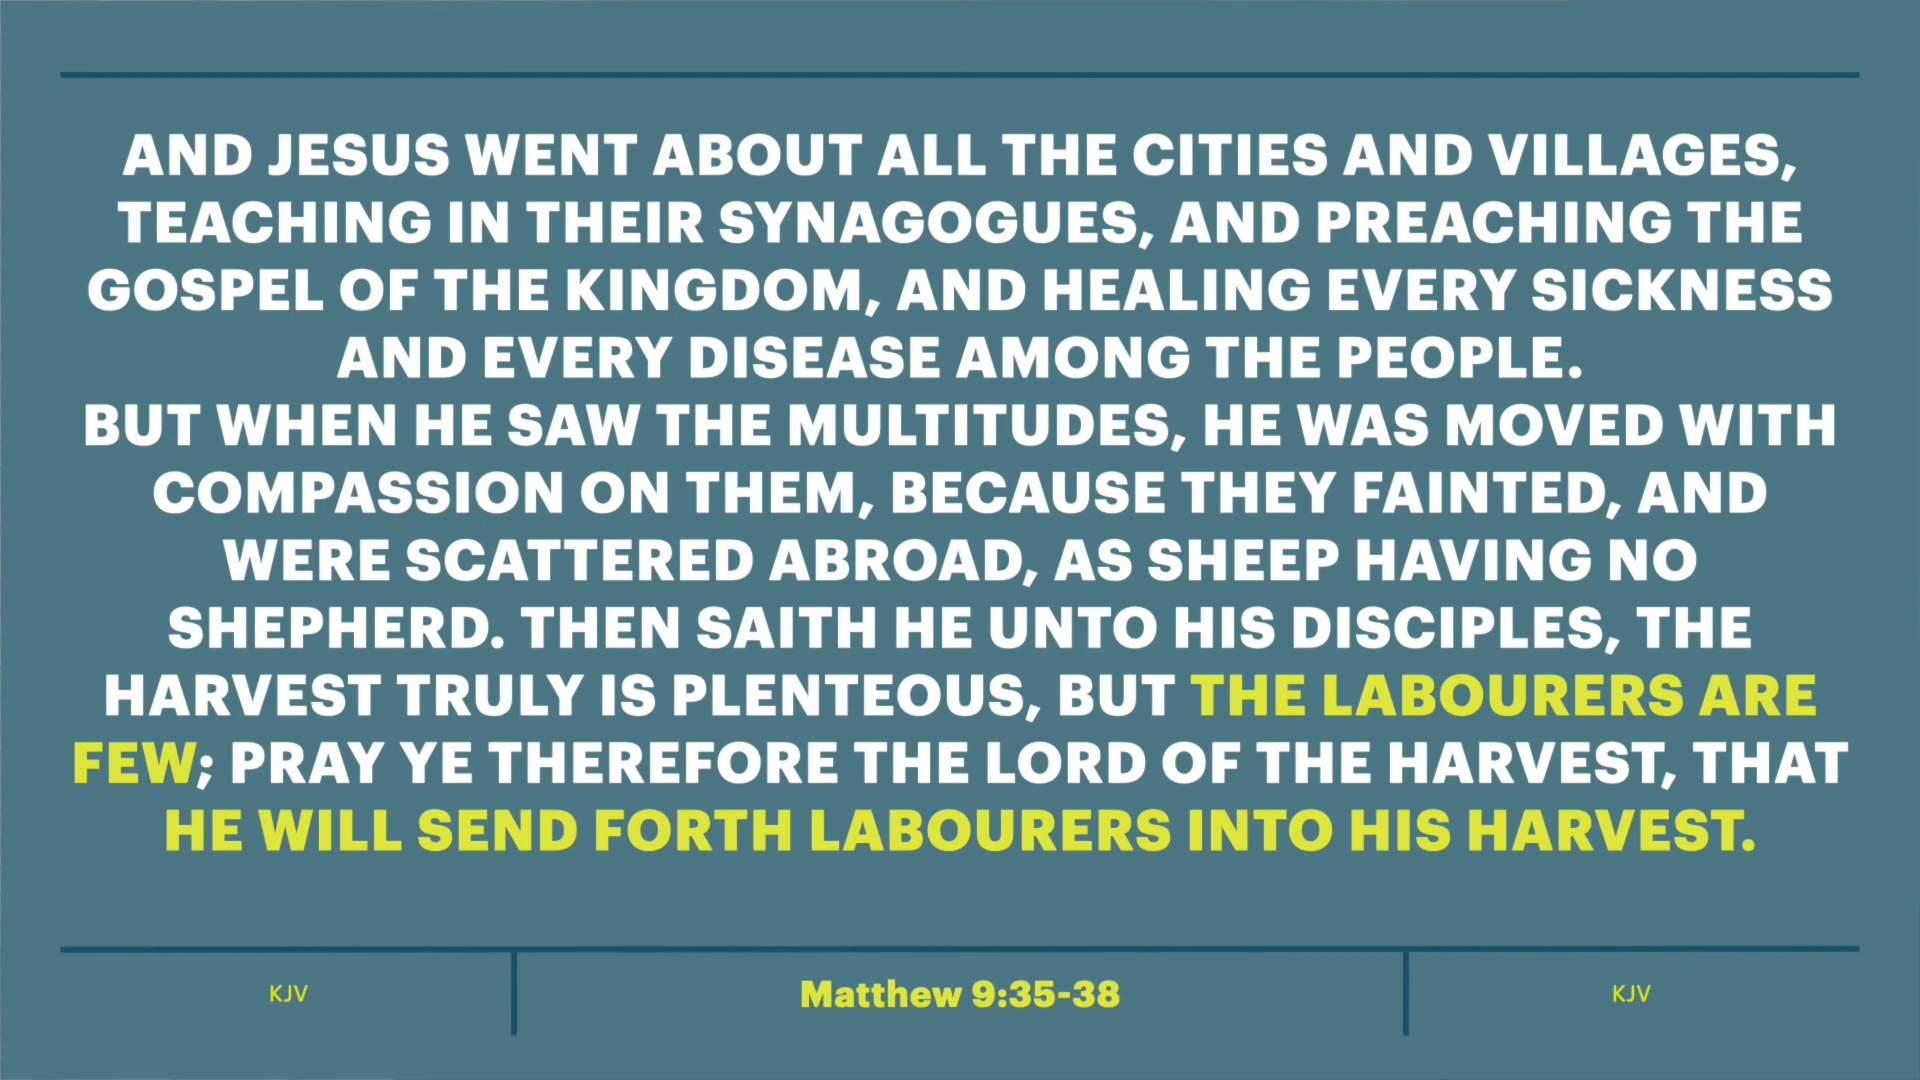 AND JESUS WENT ABOUT ALL THE CITIES AND VILLAGES,
TEACHING IN THEIR SYNAGOGUES, AND PREACHING THE
GOSPEL OF THE KINGDOM, AND HEALING EVERY SICKNESS
AND EVERY DISEASE AMONG THE PEOPLE.
BUT WHEN HE SAW THE MULTITUDES, HE WAS MOVED WITH
COMPASSION ON THEM, BECAUSE THEY FAINTED, AND
WERE SCATTERED ABROAD, AS SHEEP HAVING NO
SHEPHERD. THEN SAITH HE UNTO HIS DISCIPLES, THE
HARVEST TRULY IS PLENTEOUS, BUT THE LABOURERS ARE
FEW; PRAY YE THEREFORE THE LORD OF THE HARVEST, THAT
HE WILL SEND FORTH LABOURERS INTO HIS HARVEST.
KJV
Matthew 9:35-38
KJV